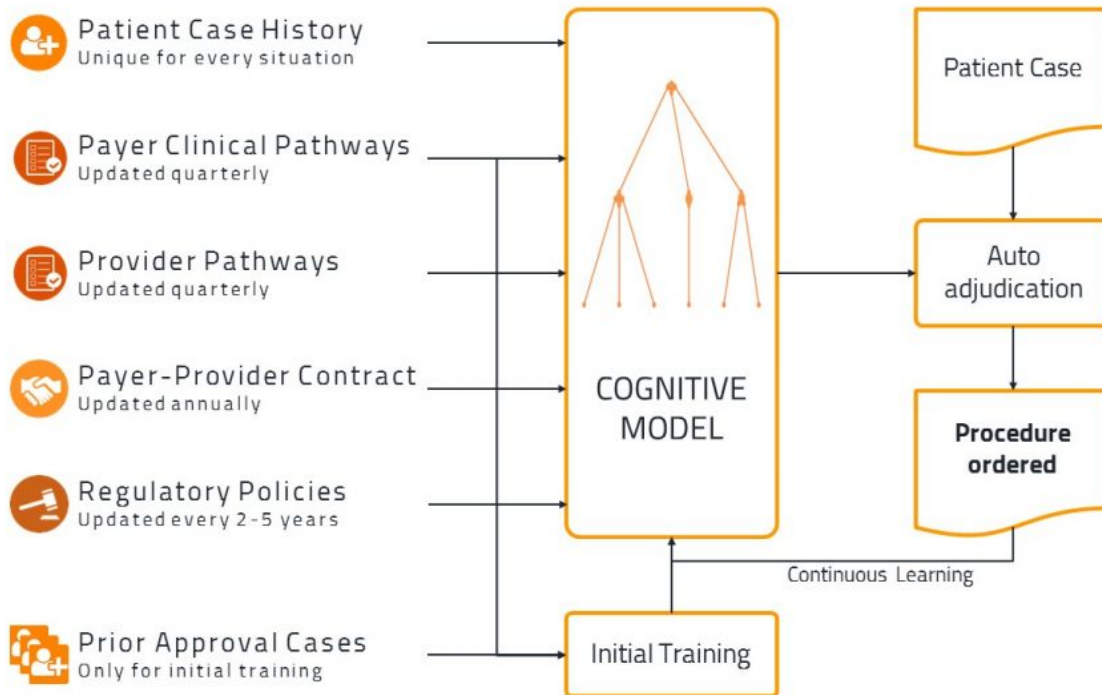 Patient Case History
Unique for every situation
Payer Clinical Pathways
Updated quarterly
Provider Pathways
Updated quarterly
Payer-Provider Contract
Updated annually
Regulatory Policies
Updated every 2-5 years
Prior Approval Cases
Only for initial training
COGNITIVE
MODEL
Initial Training
Patient Case
Auto
adjudication
Procedure
ordered
Continuous Learning